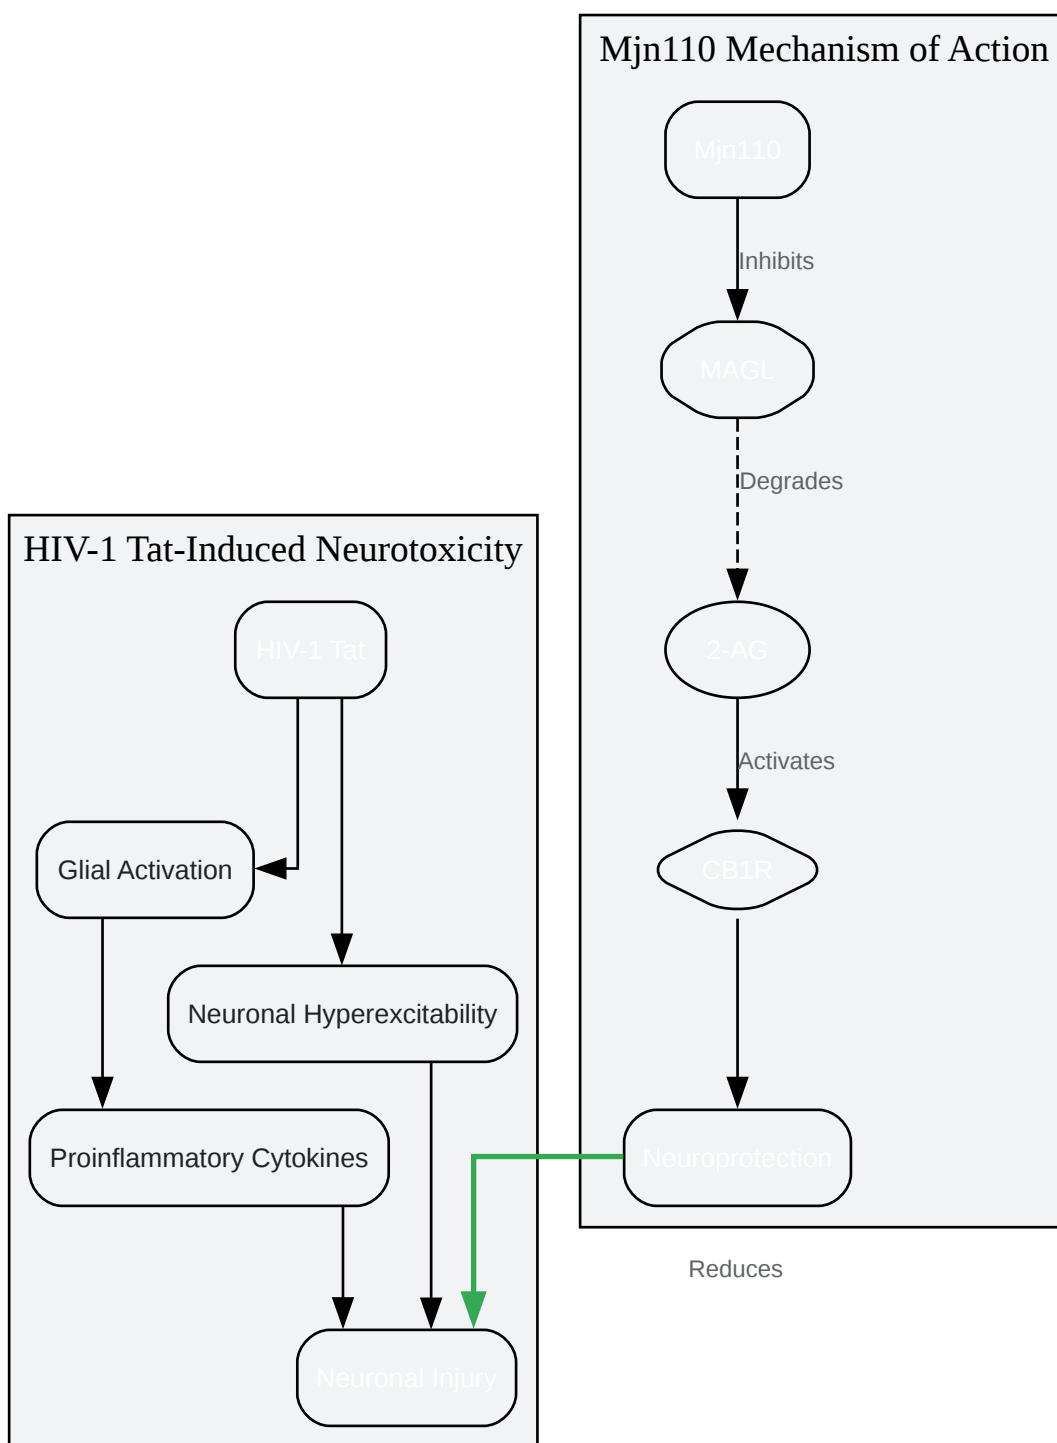 Mjn110 Mechanism of Action
Mjn110
Inhibits
MAGL
Degrades
2-AG
Activates
CB1R
Neuroprotection
Reduces
HIV-1 Tat-Induced Neurotoxicity
HIV-1 Tat
Glial Activation
Neuronal Hyperexcitability
Proinflammatory Cytokines
Neuronal Injury